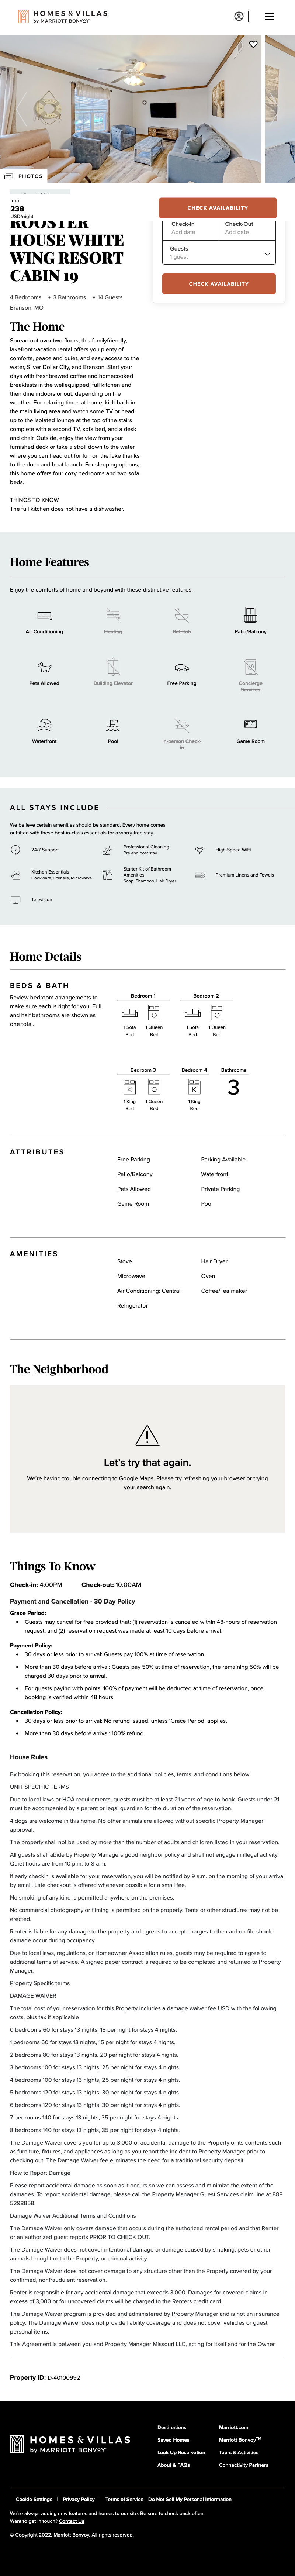 HOMES & VILLAS
by MARRIOTT BONVOY
PHOTOS
from
238
USD/night
CHECK AVAILABILITY
ROOSTER
HOUSE WHITE
WING RESORT
CABIN 19
Check-In
Add date
Check-Out
Add date
Guests
1 guest
CHECK AVAILABILITY
4 Bedrooms • 3 Bathrooms • 14 Guests
Branson, MO
The Home
Spread out over two floors, this familyfriendly,
lakefront vacation rental offers you plenty of
comforts, peace and quiet, and easy access to the
water, Silver Dollar City, and Branson. Start your
days with freshbrewed coffee and homecooked
breakfasts in the wellequipped, full kitchen and
then dine indoors or out, depending on the
weather. For relaxing times at home, kick back in
the main living area and watch some TV or head
up to the isolated lounge at the top of the stairs
complete with a second TV, sofa bed, and a desk
and chair. Outside, enjoy the view from your
furnished deck or take a stroll down to the water
where you can head out for fun on the lake thanks
to the dock and boat launch. For sleeping options,
this home offers four cozy bedrooms and two sofa
beds.
THINGS TO KNOW
The full kitchen does not have a dishwasher.
Home Features
Enjoy the comforts of home and beyond with these distinctive features.
Air Conditioning
Heating
Bathtub
Patio/Balcony
Pets Allowed
Building Elevator
Free Parking
Concierge
Services
Waterfront
Pool
In-person Check-
in
Game Room
ALL STAYS INCLUDE
We believe certain amenities should be standard. Every home comes
outfitted with these best-in-class essentials for a worry-free stay.
24/7 Support
Professional Cleaning
Pre and post stay
High-Speed WiFi
Kitchen Essentials
Cookware, Utensils, Microwave
Starter Kit of Bathroom
Amenities
Soap, Shampoo, Hair Dryer
Premium Linens and Towels
Television
Home Details
BEDS & BATH
Review bedroom arrangements to
make sure each is right for you. Full
and half bathrooms are shown as
one total.
Bedroom 1
1 Sofa
Bed
1 Queen
Bed
Bedroom 2
1 Sofa
Bed
1 Queen
Bed
Bedroom 3
K
Q
1 King
Bed
1 Queen
Bed
Bedroom 4
K
1 King
Bed
Bathrooms
3
ATTRIBUTES
Free Parking
Parking Available
Patio/Balcony
Waterfront
Pets Allowed
Private Parking
Game Room
Pool
AMENITIES
Stove
Hair Dryer
Microwave
Oven
Air Conditioning: Central
Coffee/Tea maker
Refrigerator
The Neighborhood
Let's try that again.
We're having trouble connecting to Google Maps. Please try refreshing your browser or trying
your search again.
Things To Know
Check-in: 4:00PM Check-out: 10:00AM
Payment and Cancellation - 30 Day Policy
Grace Period:
• Guests may cancel for free provided that: (1) reservation is canceled within 48-hours of reservation
request, and (2) reservation request was made at least 10 days before arrival.
Payment Policy:
• 30 days or less prior to arrival: Guests pay 100% at time of reservation.
• More than 30 days before arrival: Guests pay 50% at time of reservation, the remaining 50% will be
charged 30 days prior to arrival.
• For guests paying with points: 100% of payment will be deducted at time of reservation, once
booking is verified within 48 hours.
Cancellation Policy:
• 30 days or less prior to arrival: No refund issued, unless 'Grace Period' applies.
• More than 30 days before arrival: 100% refund.
House Rules
By booking this reservation, you agree to the additional policies, terms, and conditions below.
UNIT SPECIFIC TERMS
Due to local laws or HOA requirements, guests must be at least 21 years of age to book. Guests under 21
must be accompanied by a parent or legal guardian for the duration of the reservation.
4 dogs are welcome in this home. No other animals are allowed without specific Property Manager
approval.
The property shall not be used by more than the number of adults and children listed in your reservation.
All guests shall abide by Property Managers good neighbor policy and shall not engage in illegal activity.
Quiet hours are from 10 p.m. to 8 a.m.
If early checkin is available for your reservation, you will be notified by 9 a.m. on the morning of your arrival
by email. Late checkout is offered whenever possible for a small fee.
No smoking of any kind is permitted anywhere on the premises.
No commercial photography or filming is permitted on the property. Tents or other structures may not be
erected.
Renter is liable for any damage to the property and agrees to accept charges to the card on file should
damage occur during occupancy.
Due to local laws, regulations, or Homeowner Association rules, guests may be required to agree to
additional terms of service. A signed paper contract is required to be completed and returned to Property
Manager.
Property Specific terms
DAMAGE WAIVER
The total cost of your reservation for this Property includes a damage waiver fee USD with the following
costs, plus tax if applicable
0 bedrooms 60 for stays 13 nights, 15 per night for stays 4 nights.
1 bedrooms 60 for stays 13 nights, 15 per night for stays 4 nights.
2 bedrooms 80 for stays 13 nights, 20 per night for stays 4 nights.
3 bedrooms 100 for stays 13 nights, 25 per night for stays 4 nights.
4 bedrooms 100 for stays 13 nights, 25 per night for stays 4 nights.
5 bedrooms 120 for stays 13 nights, 30 per night for stays 4 nights.
6 bedrooms 120 for stays 13 nights, 30 per night for stays 4 nights.
7 bedrooms 140 for stays 13 nights, 35 per night for stays 4 nights.
8 bedrooms 140 for stays 13 nights, 35 per night for stays 4 nights.
The Damage Waiver covers you for up to 3,000 of accidental damage to the Property or its contents such
as furniture, fixtures, and appliances as long as you report the incident to Property Manager prior to
checking out. The Damage Waiver fee eliminates the need for a traditional security deposit.
How to Report Damage
Please report accidental damage as soon as it occurs so we can assess and minimize the extent of the
damages. To report accidental damage, please call the Property Manager Guest Services claim line at 888
5298858.
Damage Waiver Additional Terms and Conditions
The Damage Waiver only covers damage that occurs during the authorized rental period and that Renter
or an authorized guest reports PRIOR TO CHECK OUT.
The Damage Waiver does not cover intentional damage or damage caused by smoking, pets or other
animals brought onto the Property, or criminal activity.
The Damage Waiver does not cover damage to any structure other than the Property covered by your
confirmed, nonfraudulent reservation.
Renter is responsible for any accidental damage that exceeds 3,000. Damages for covered claims in
excess of 3,000 or for uncovered claims will be charged to the Renters credit card.
The Damage Waiver program is provided and administered by Property Manager and is not an insurance
policy. The Damage Waiver does not provide liability coverage and does not cover vehicles or guest
personal items.
This Agreement is between you and Property Manager Missouri LLC, acting for itself and for the Owner.
Property ID: D-40100992
HOMES & VILLAS
by MARRIOTT BONVOY
Destinations
Marriott.com
Saved Homes
Marriott Bonvoy™
Look Up Reservation
Tours & Activities
About & FAQs
Connectivity Partners
Cookie Settings | Privacy Policy | Terms of Service Do Not Sell My Personal Information
We're always adding new features and homes to our site. Be sure to check back often.
Want to get in touch? Contact Us
© Copyright 2022, Marriott Bonvoy, All rights reserved.